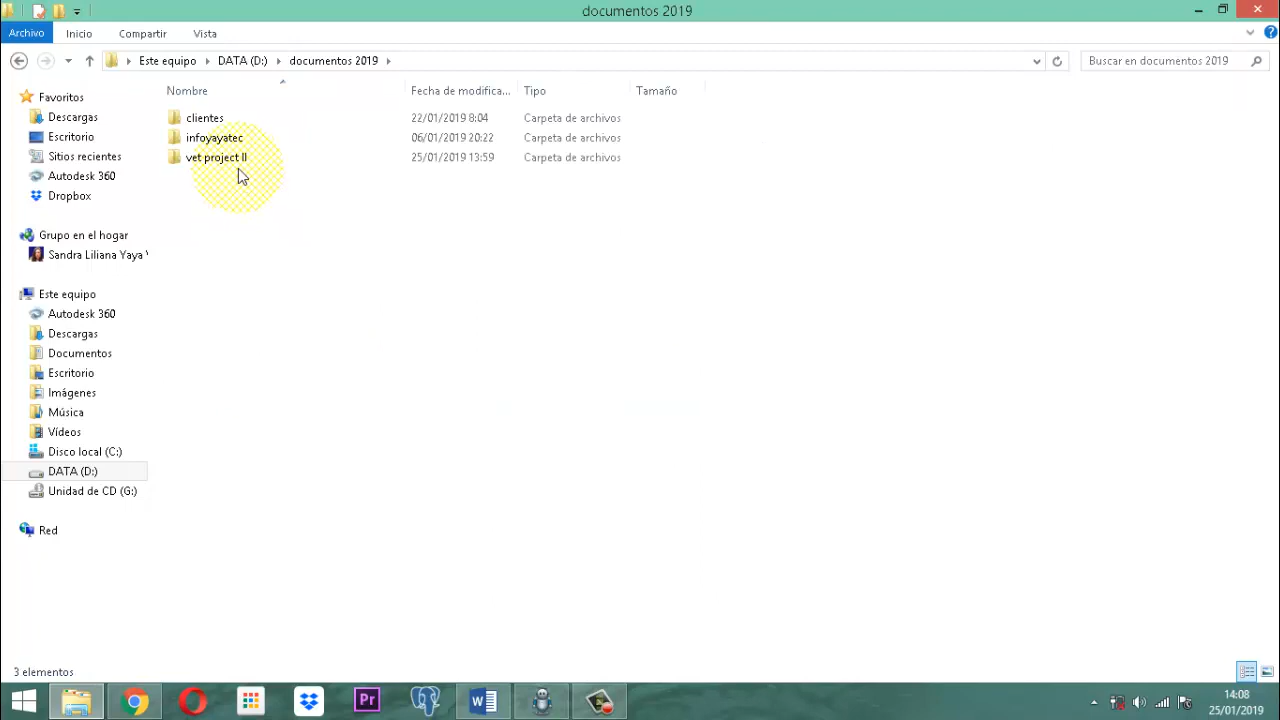 documentos 2019
Archivo Inicio Compartir Vista
Este equipo DATA (D:) documentos 2019 Buscar en documentos 2019
Nombre Fecha de modifica... Tipo Tamaño
Favoritos
Descargas
Escritorio
Sitios recientes
Autodesk 360
Dropbox
Grupo en el hogar
Sandra Liliana Yaya
Este equipo
Autodesk 360
Descargas
Documentos
Escritorio
Imágenes
Música
Vídeos
Disco local (C:)
DATA (D:)
Unidad de CD (G:)
Red
clientes 22/01/2019 8:04 Carpeta de archivos
infoyayatec 06/01/2019 20:22 Carpeta de archivos
vet project II 25/01/2019 13:59 Carpeta de archivos
3 elementos
Pr
14:08
25/01/2019